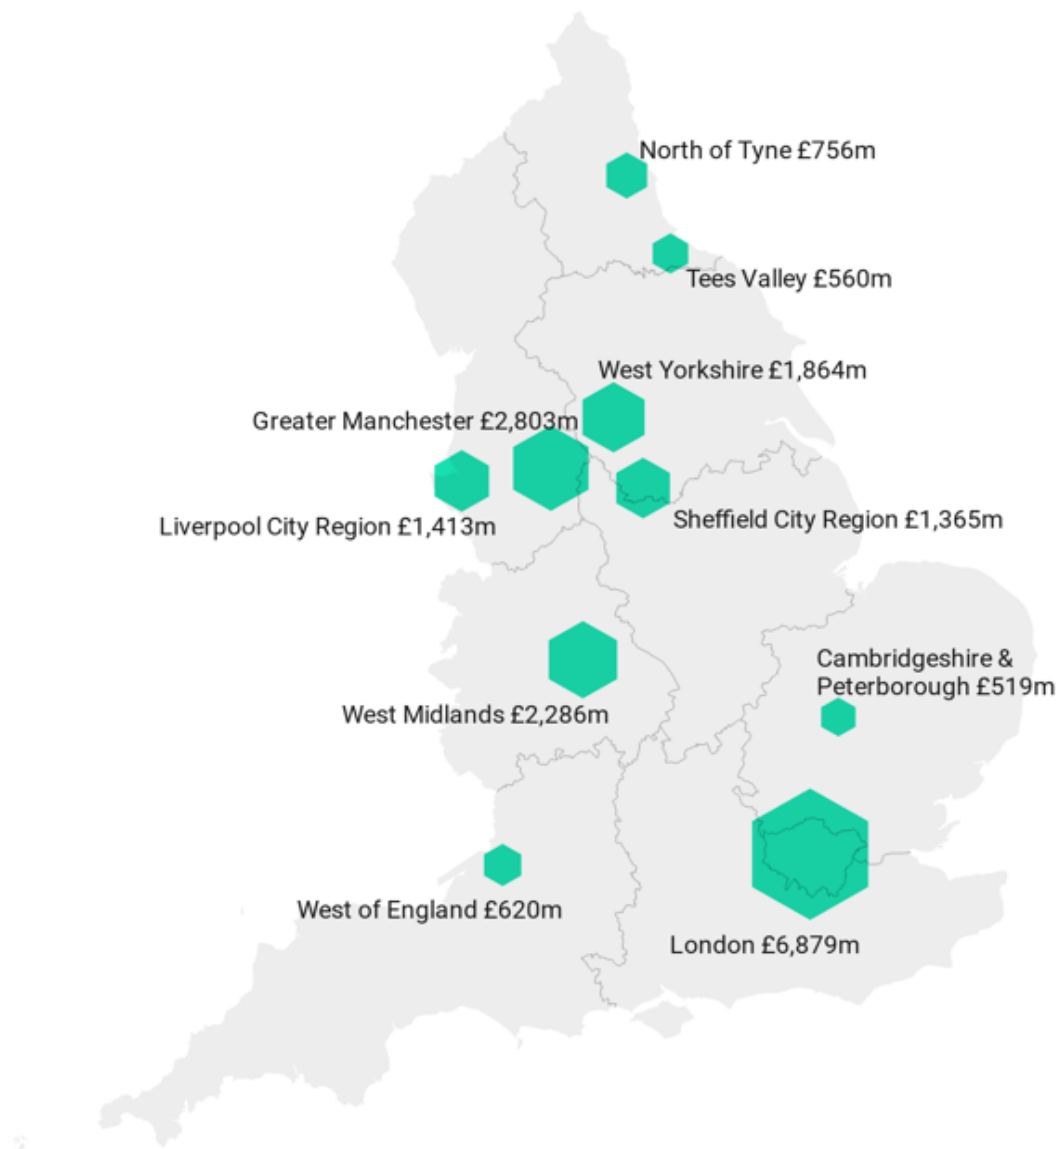 North of Tyne £756m
Tees Valley £560m
West Yorkshire £1,864m
Greater Manchester £2,803m
Liverpool City Region £1,413m
Sheffield City Region £1,365m
Cambridgeshire &
Peterborough £519m
West Midlands £2,286m
West of England £620m
London £6,879m